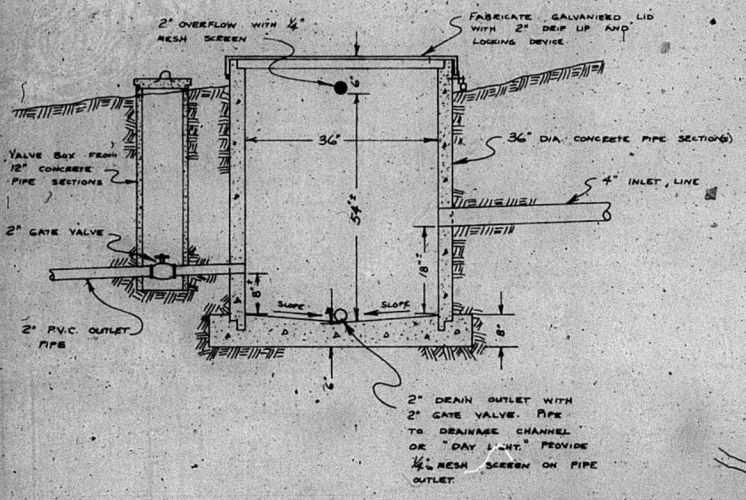 2" OVERFLOW WITH 1/4"
MESH SCREEN
FABRICATE GALVANIZED LID
WITH 2" DRIP LIP AND
LOCKING DEVICE.
6"
36"
36" DIA. CONCRETE PIPE SECTION(S)
VALVE BOX FROM
12" CONCRETE
PIPE SECTIONS
4" INLET LINE
54"±
2" GATE VALVE
18"±
8"±
SLOPE
SLOPE
2" P.V.C. OUTLET
PIPE
8"
6"
2" DRAIN OUTLET WITH
2" GATE VALVE. PIPE
TO DRAINAGE CHANNEL
OR "DAY LIGHT." PROVIDE
1/4" MESH SCREEN ON PIPE
OUTLET.